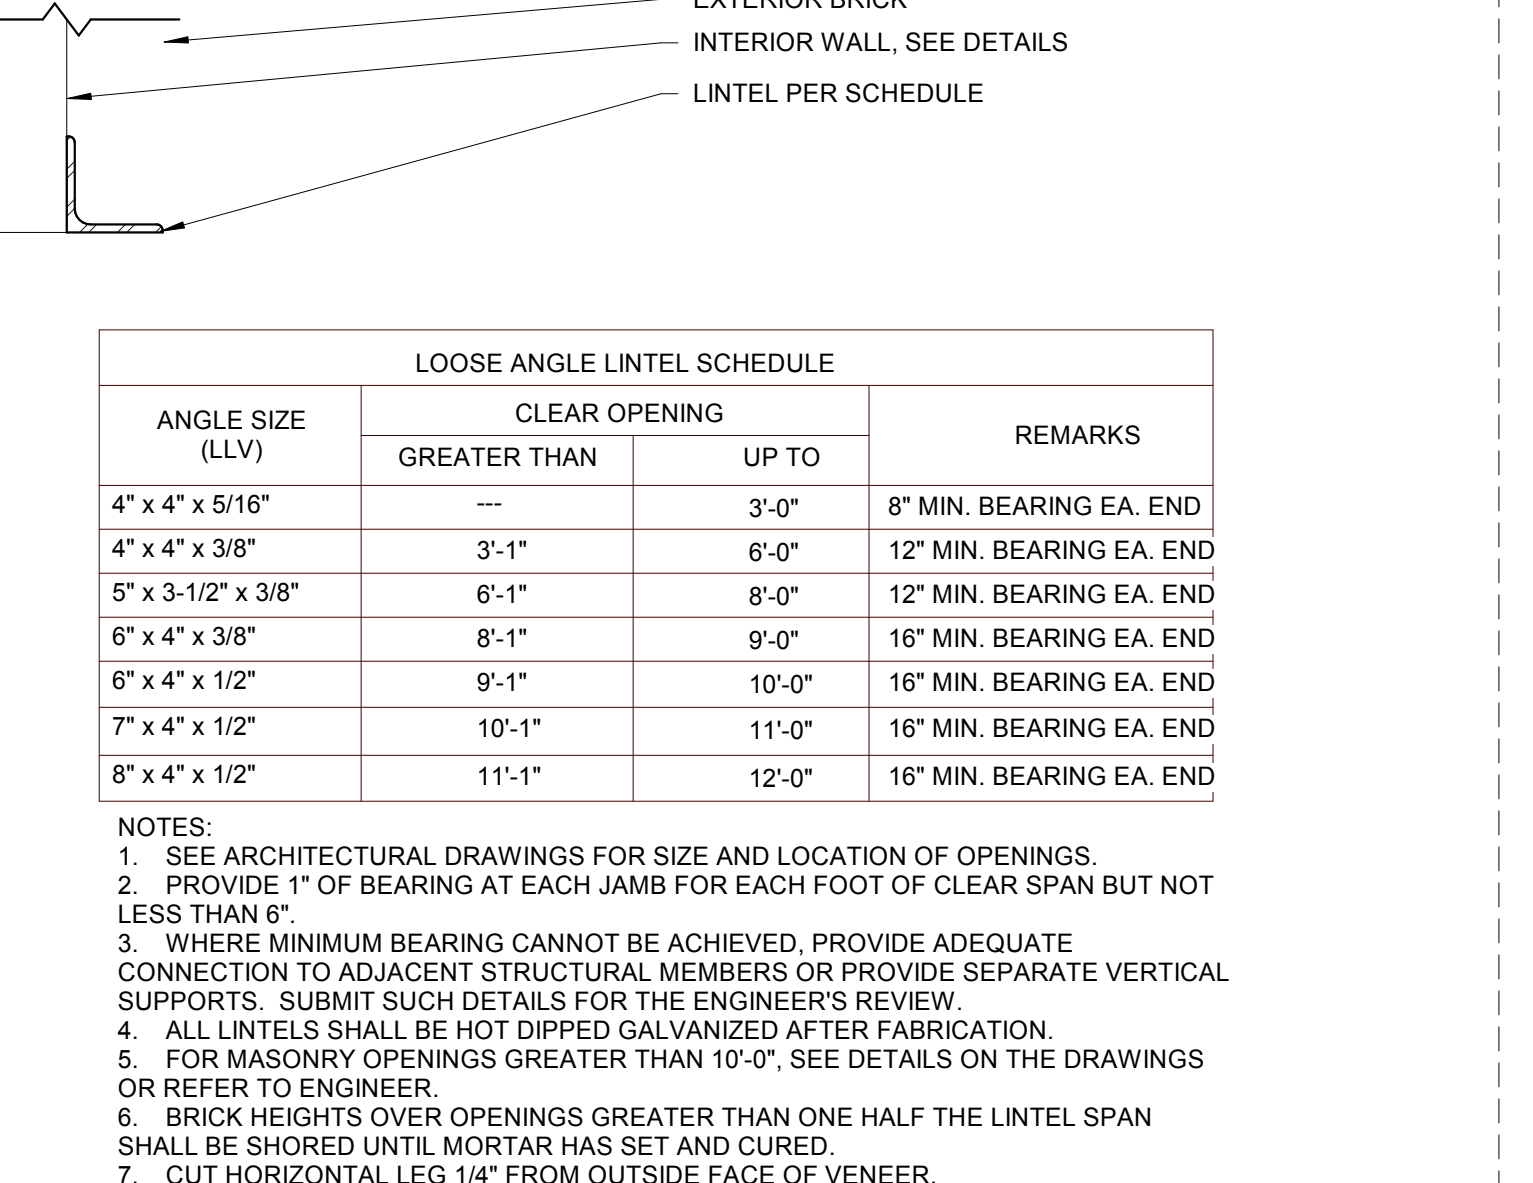 EXTERIOR BRICK
INTERIOR WALL, SEE DETAILS
LINTEL PER SCHEDULE
LOOSE ANGLE LINTEL SCHEDULE
ANGLE SIZE
(LLV)
CLEAR OPENING
GREATER THAN UP TO
REMARKS
4" x 4" x 5/16" --- 3'-0" 8" MIN. BEARING EA. END
4" x 4" x 3/8" 3'-1" 6'-0" 12" MIN. BEARING EA. END
5" x 3-1/2" x 3/8" 6'-1" 8'-0" 12" MIN. BEARING EA. END
6" x 4" x 3/8" 8'-1" 9'-0" 16" MIN. BEARING EA. END
6" x 4" x 1/2" 9'-1" 10'-0" 16" MIN. BEARING EA. END
7" x 4" x 1/2" 10'-1" 11'-0" 16" MIN. BEARING EA. END
8" x 4" x 1/2" 11'-1" 12'-0" 16" MIN. BEARING EA. END
NOTES:
1. SEE ARCHITECTURAL DRAWINGS FOR SIZE AND LOCATION OF OPENINGS.
2. PROVIDE 1" OF BEARING AT EACH JAMB FOR EACH FOOT OF CLEAR SPAN BUT NOT
LESS THAN 6".
3. WHERE MINIMUM BEARING CANNOT BE ACHIEVED, PROVIDE ADEQUATE
CONNECTION TO ADJACENT STRUCTURAL MEMBERS OR PROVIDE SEPARATE VERTICAL
SUPPORTS. SUBMIT SUCH DETAILS FOR THE ENGINEER'S REVIEW.
4. ALL LINTELS SHALL BE HOT DIPPED GALVANIZED AFTER FABRICATION.
5. FOR MASONRY OPENINGS GREATER THAN 10'-0", SEE DETAILS ON THE DRAWINGS
OR REFER TO ENGINEER.
6. BRICK HEIGHTS OVER OPENINGS GREATER THAN ONE HALF THE LINTEL SPAN
SHALL BE SHORED UNTIL MORTAR HAS SET AND CURED.
7. CUT HORIZONTAL LEG 1/4" FROM OUTSIDE FACE OF VENEER.